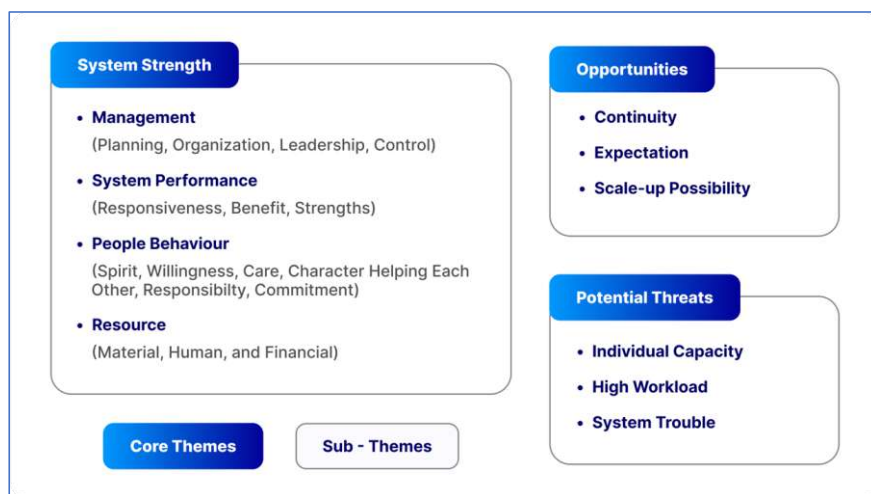 System Strength
• Management
(Planning, Organization, Leadership, Control)
• System Performance
(Responsiveness, Benefit, Strengths)
• People Behaviour
(Spirit, Willingness, Care, Character Helping Each
Other, Responsibilty, Commitment)
• Resource
(Material, Human, and Financial)
Opportunities
• Continuity
• Expectation
• Scale-up Possibility
Potential Threats
• Individual Capacity
• High Workload
• System Trouble
Core Themes
Sub - Themes